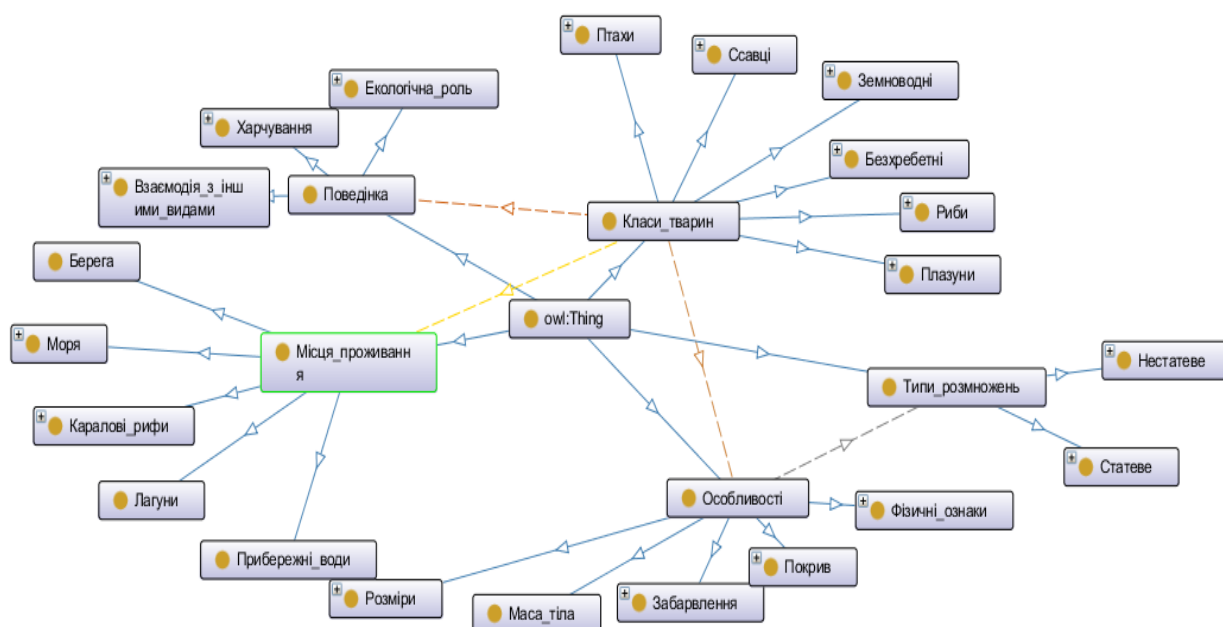 Птахи
Ссавці
Земноводні
Екологічна_роль
Харчування
Безхребетні
Взаємодія_з_інш
ими_видами
Поведінка
Класи_тварин
Риби
Берега
Плазуни
owl:Thing
Моря
Місця_проживанн
я
Нестатеве
Типи_розмножень
Каралові_рифи
Статеве
Лагуни
Особливості
Фізичні_ознаки
Прибережні_води
Покрив
Розміри
Маса_тіла
Забарвлення